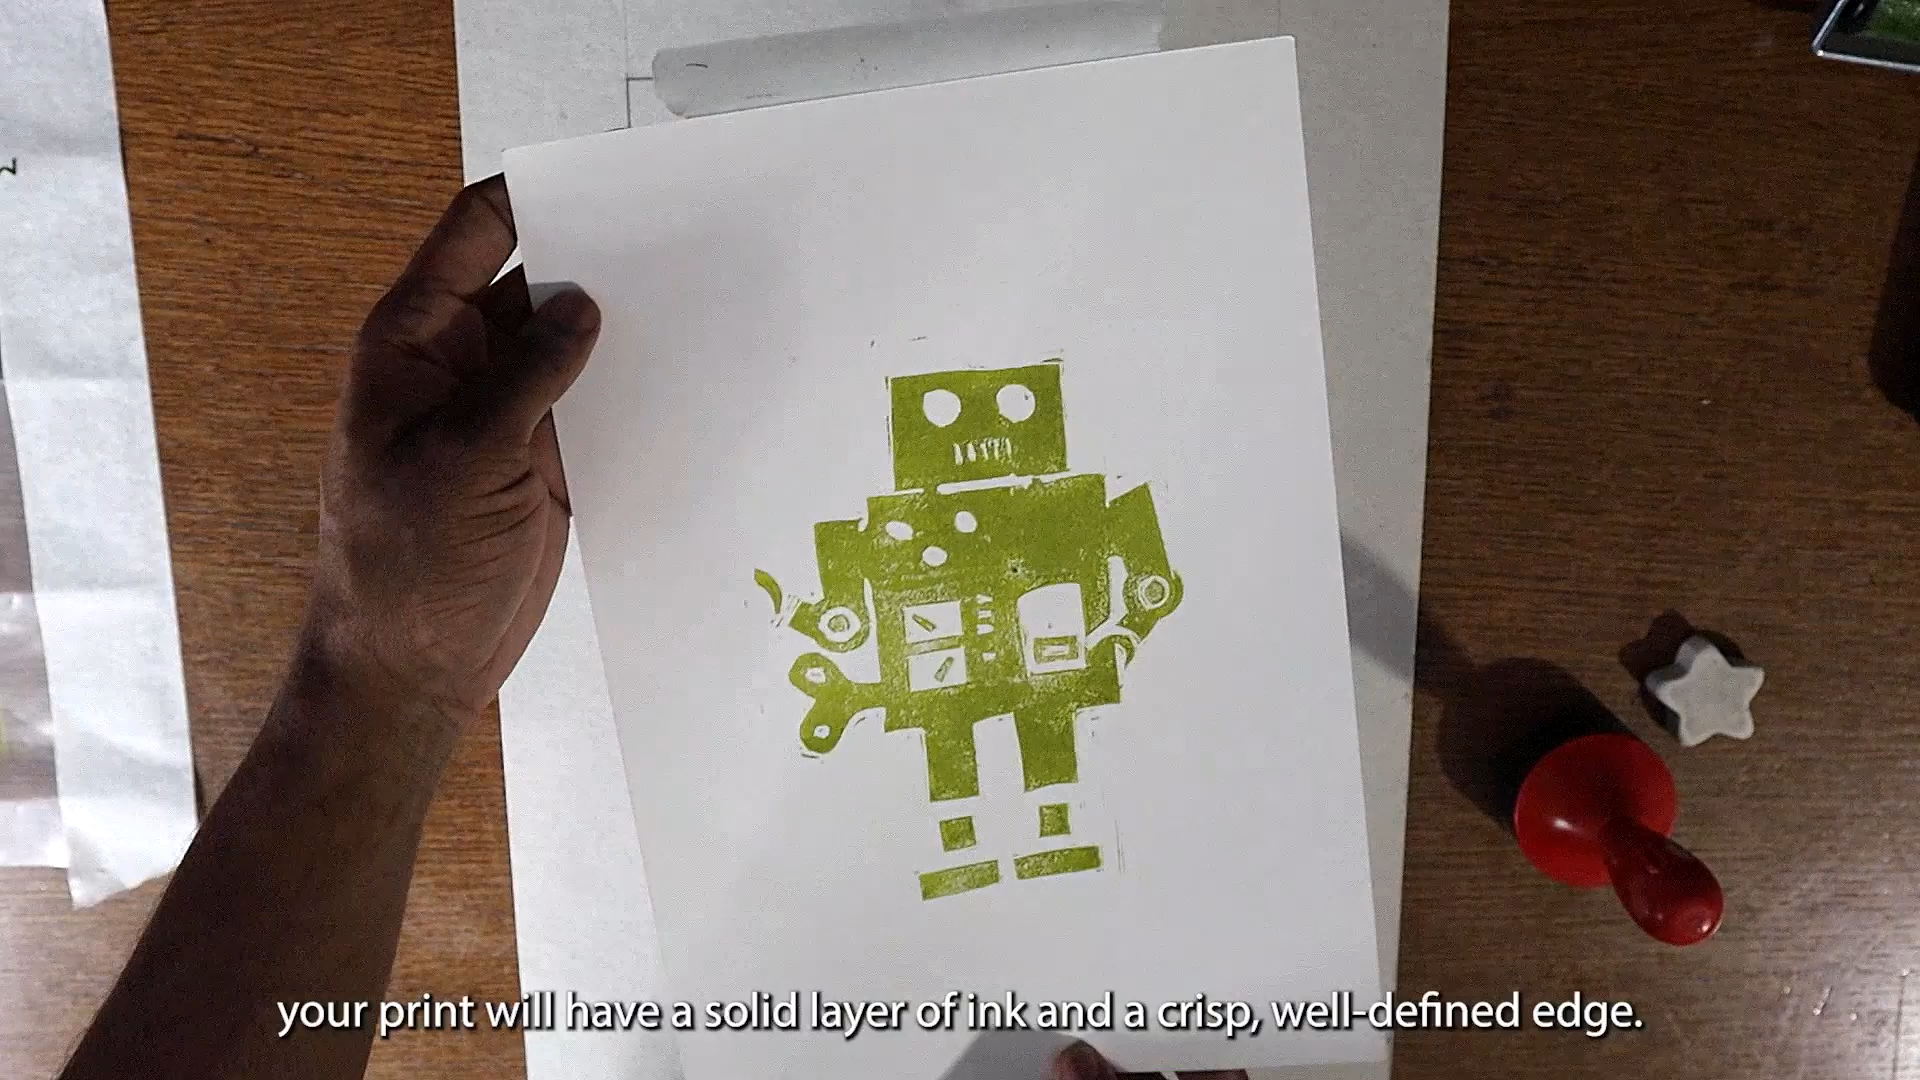 your print will have a solid layer of ink and a crisp, well-defined edge.